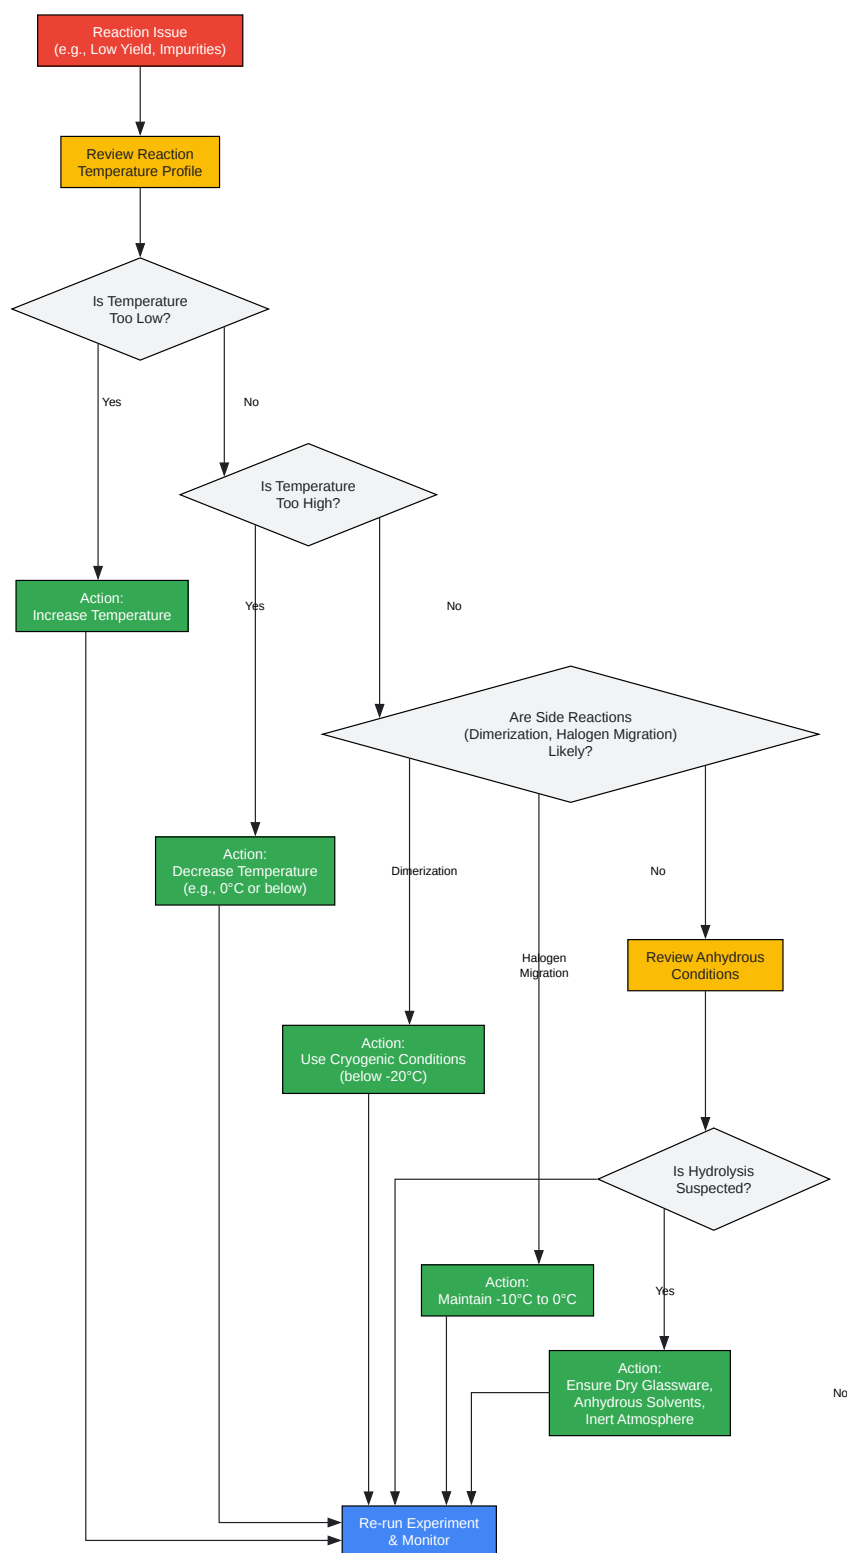 Reaction Issue
(e.g., Low Yield, Impurities)
Review Reaction
Temperature Profile
Is Temperature
Too Low?
Yes
No
Is Temperature
Too High?
Action:
Increase Temperature
Yes
No
Are Side Reactions
(Dimerization, Halogen Migration)
Likely?
Action:
Decrease Temperature
(e.g., 0°C or below)
Dimerization
No
Halogen
Migration
Review Anhydrous
Conditions
Action:
Use Cryogenic Conditions
(below -20°C)
Is Hydrolysis
Suspected?
Action:
Maintain -10°C to 0°C
Yes
Action:
Ensure Dry Glassware,
Anhydrous Solvents,
Inert Atmosphere
No
Re-run Experiment
& Monitor